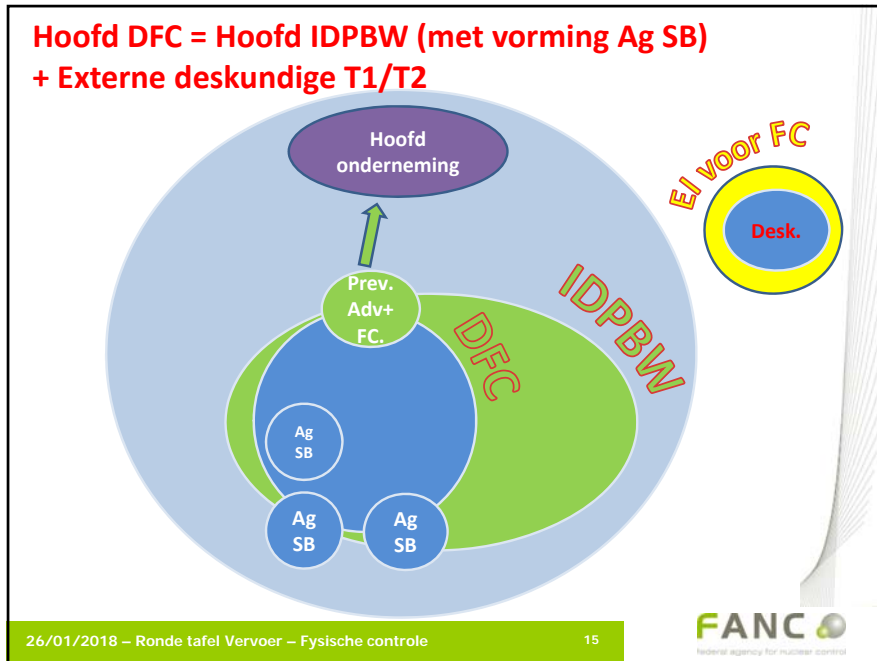 Hoofd DFC = Hoofd IDPBW (met vorming Ag SB)
+ Externe deskundige T1/T2
Hoofd
onderneming
EI voor FC
Desk.
Prev.
Adv+
FC.
DFC
IDPBW
Ag
SB
Ag
SB
Ag
SB
26/01/2018 – Ronde tafel Vervoer – Fysische controle
15
FANC
federal agency for nuclear control